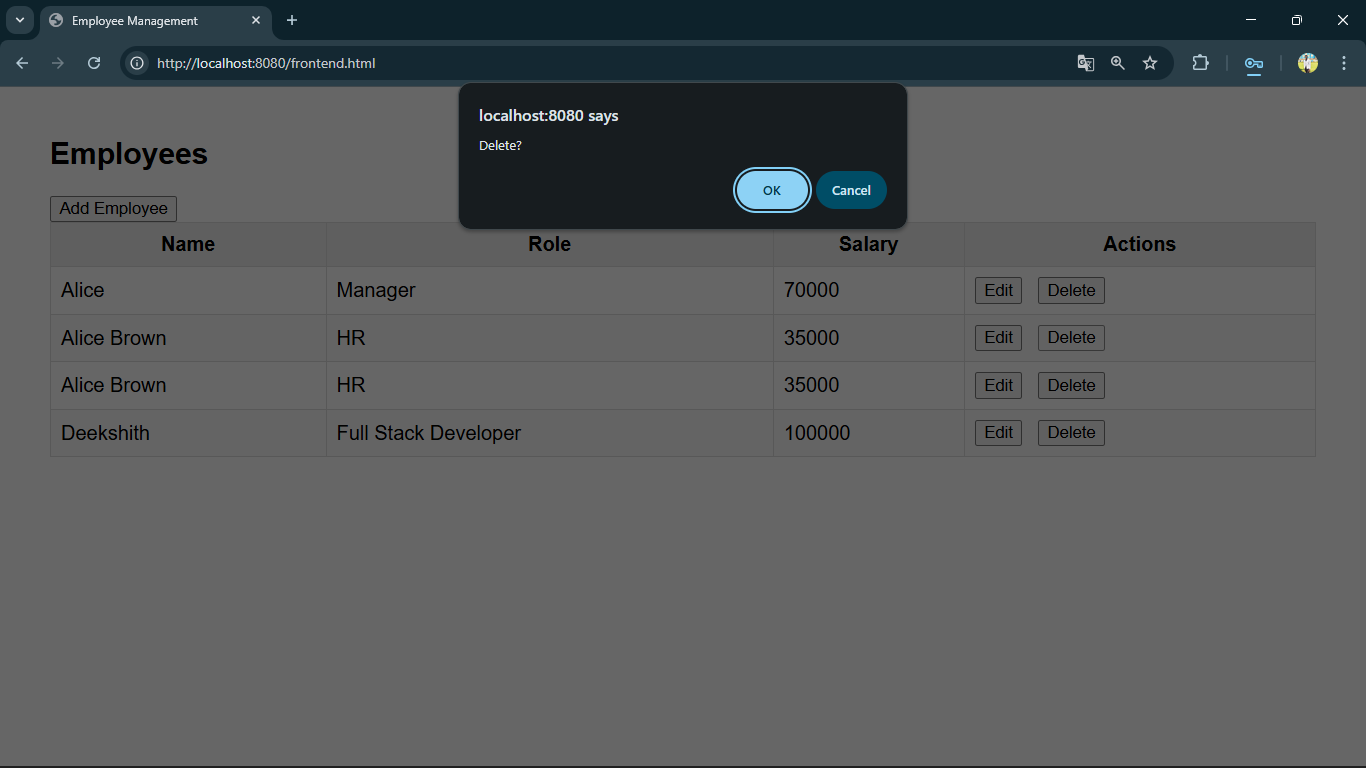 Employee Management
http://localhost:8080/frontend.html
localhost:8080 says
Delete?
OK Cancel
Employees
Add Employee
Name Role Salary Actions
Alice Manager 70000 Edit Delete
Alice Brown HR 35000 Edit Delete
Alice Brown HR 35000 Edit Delete
Deekshith Full Stack Developer 100000 Edit Delete